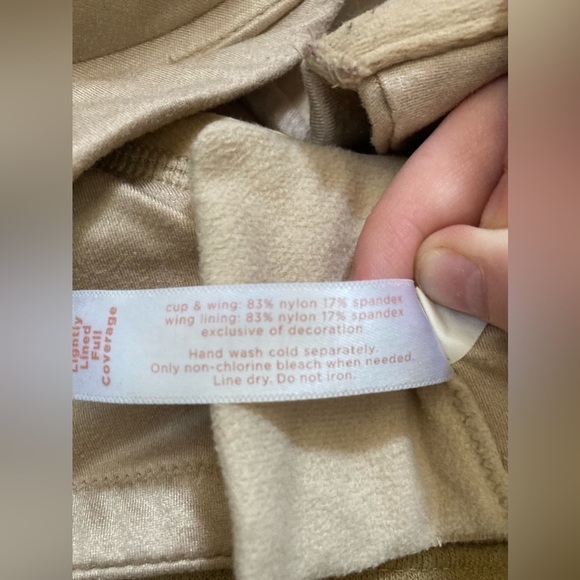 Lightly
Lined
Full
Coverage
cup & wing: 83% nylon 17% spandex
wing lining: 83% nylon 17% spandex
exclusive of decoration
Hand wash cold separately.
Only non-chlorine bleach when needed.
Line dry. Do not iron.